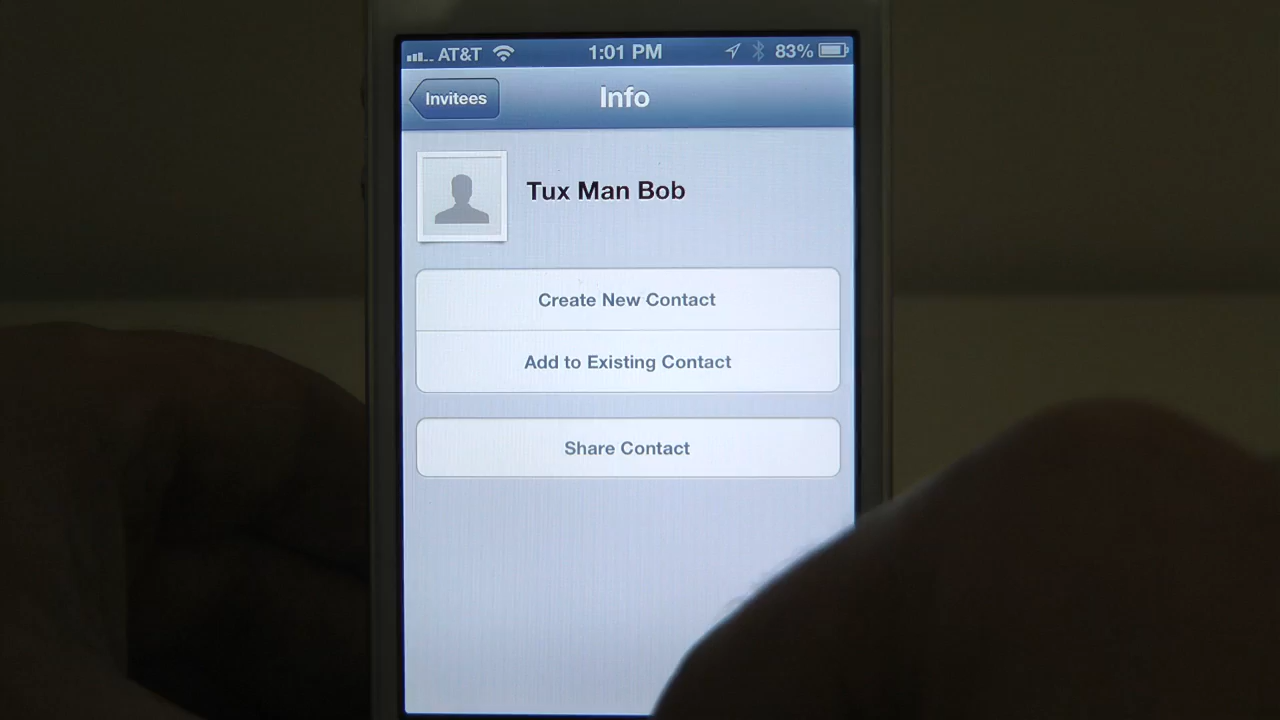 AT&T 1:01 PM 83%
Invitees Info
Tux Man Bob
Create New Contact
Add to Existing Contact
Share Contact